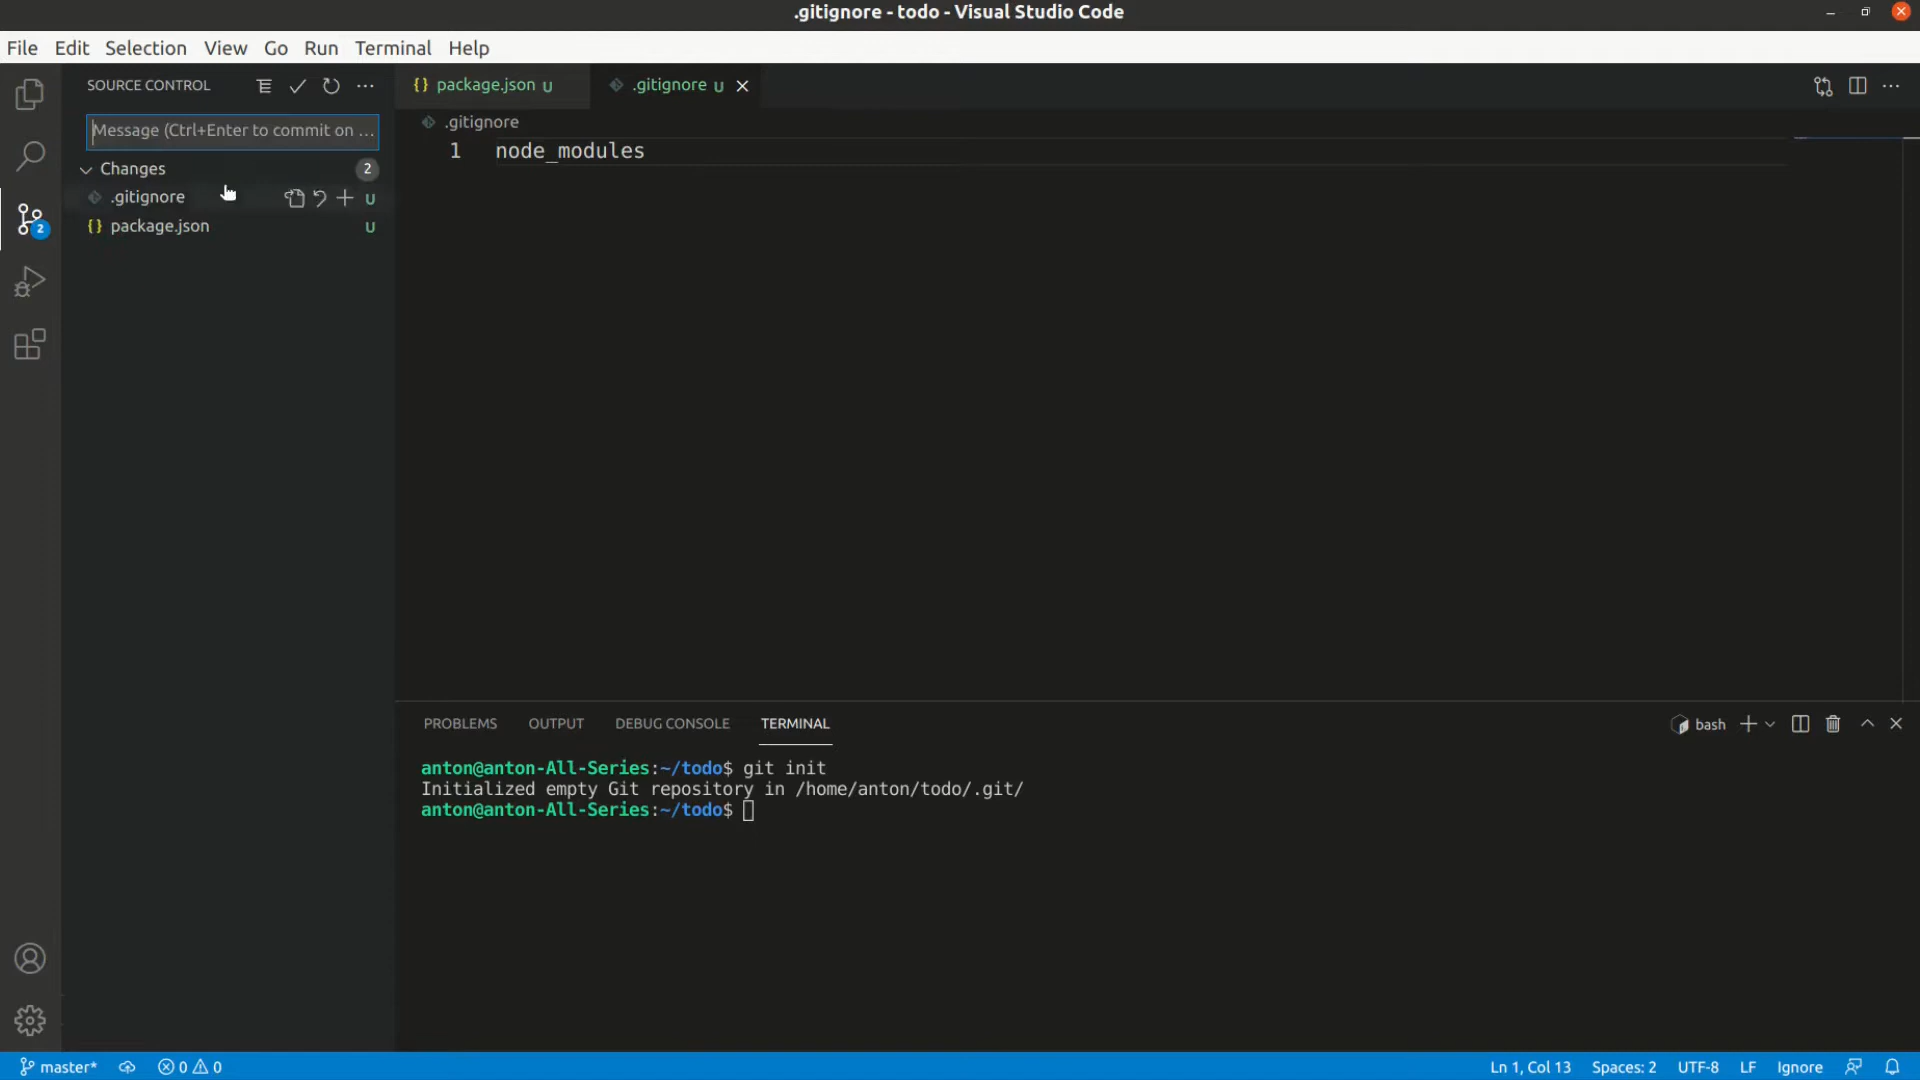 .gitignore - todo - Visual Studio Code
File Edit Selection View Go Run Terminal Help
SOURCE CONTROL
{} package.json U
.gitignore U
Message (Ctrl+Enter to commit on ...
.gitignore
Changes 2
1 node_modules
.gitignore U
{} package.json U
2
PROBLEMS OUTPUT DEBUG CONSOLE TERMINAL
bash
anton@anton-All-Series:~/todo$ git init
Initialized empty Git repository in /home/anton/todo/.git/
anton@anton-All-Series:~/todo$
master* 0 0 Ln 1, Col 13 Spaces: 2 UTF-8 LF Ignore